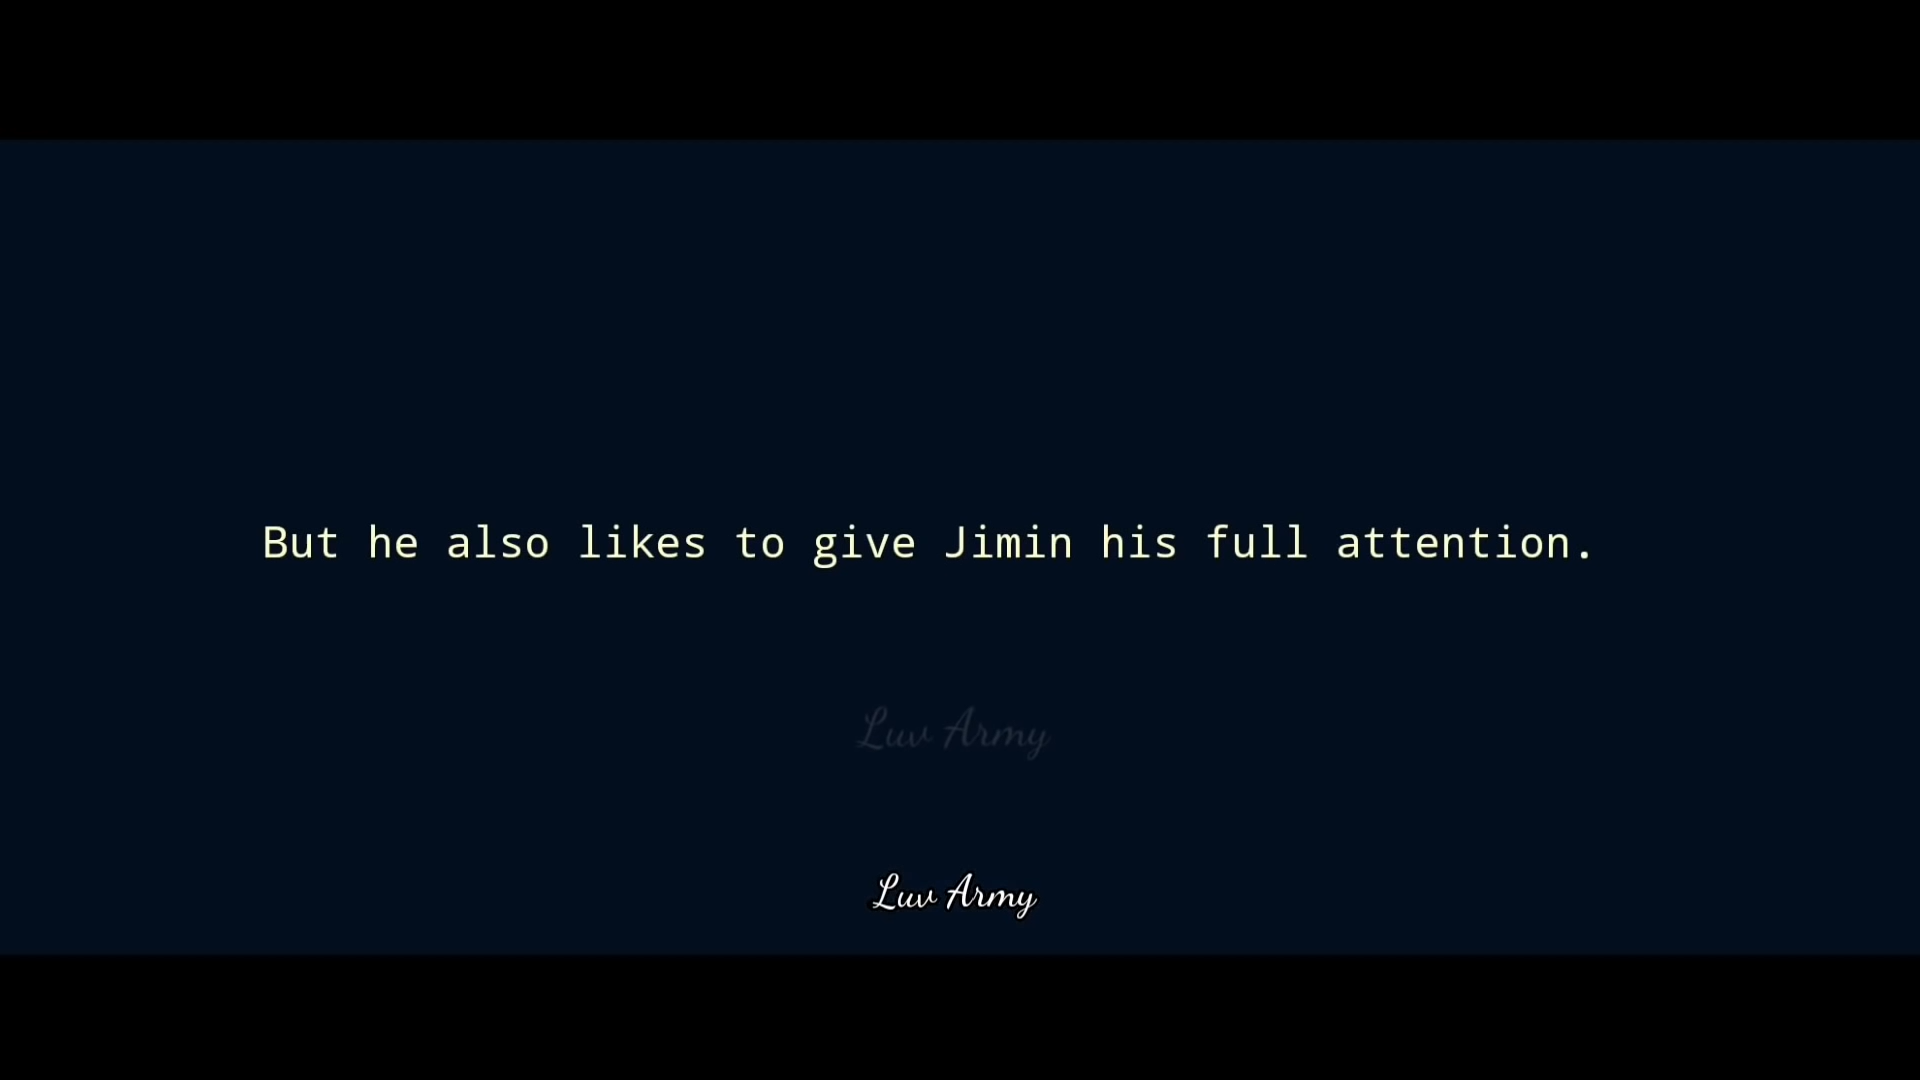 But he also likes to give Jimin his full attention.
Luv Army
Luv Army